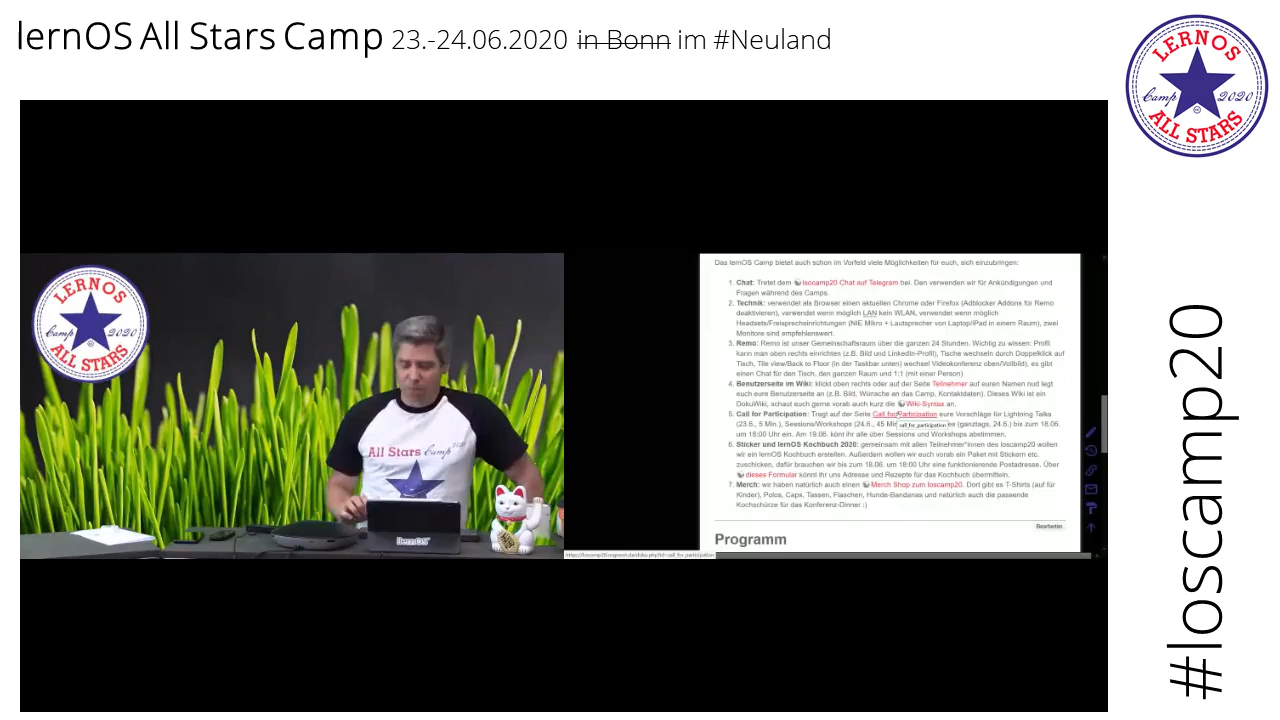 lernOS All Stars Camp 23.-24.06.2020 in Bonn im #Neuland
LERNOS
Camp 2020
ALL STARS
#loscamp20
LERNOS
Camp 2020
ALL STARS
All Stars Camp
lernOS
Das lernOS Camp bietet auch schon im Vorfeld viele Möglichkeiten für euch, sich einzubringen:
1. Chat: Tretet dem loscamp20 Chat auf Telegram bei. Den verwenden wir für Ankündigungen und
Fragen während des Camps.
2. Technik: verwendet als Browser einen aktuellen Chrome oder Firefox (Adblocker Addons für Remo
deaktivieren), verwendet wenn möglich LAN kein WLAN, verwendet wenn möglich
Headsets/Freisprecheinrichtungen (NIE Mikro + Lautsprecher von Laptop/iPad in einem Raum), zwei
Monitore sind empfehlenswert.
3. Remo: Remo ist unser Gemeinschaftsraum über die ganzen 24 Stunden. Wichtig zu wissen: Profil
kann man oben rechts einrichten (z.B. Bild und LinkedIn-Profil), Tische wechseln durch Doppelklick auf
Tisch, Tile view/Back to Floor (in der Taskbar unten) wechsel Videokonferenz oben/Vollbild), es gibt
einen Chat für den Tisch, den ganzen Raum und 1:1 (mit einer Person)
4. Benutzerseite im Wiki: klickt oben rechts oder auf der Seite Teilnehmer auf euren Namen nud legt
euch eure Benutzerseite an (z.B. Bild, Wünsche an das Camp, Kontaktdaten). Dieses Wiki ist ein
DokuWiki, schaut euch gerne vorab auch kurz die Wiki-Syntax an.
5. Call for Participation: Tragt auf der Seite Call for Participation eure Vorschläge für Lightning Talks
(23.6., 5 Min.), Sessions/Workshops (24.6., 45 Min (ganztags, 24.6.) bis zum 18.06.
call_for_participation
um 18:00 Uhr ein. Am 19.06. könnt ihr alle über Sessions und Workshops abstimmen.
6. Sticker und lernOS Kochbuch 2020: gemeinsam mit allen Teilnehmer*innen des loscamp20 wollen
wir ein lernOS Kochbuch erstellen. Außerdem wollen wir euch vorab ein Paket mit Stickern etc.
zuschicken, dafür brauchen wir bis zum 18.06. um 18:00 Uhr eine funktionierende Postadresse. Über
dieses Formular könnt ihr uns Adresse und Rezepte für das Kochbuch übermitteln.
7. Merch: wir haben natürlich auch einen Merch Shop zum loscamp20. Dort gibt es T-Shirts (auf für
Kinder), Polos, Caps, Tassen, Flaschen, Hunde-Bandanas und natürlich auch die passende
Kochschürze für das Konferenz-Dinner :)
Bearbeiten
Programm